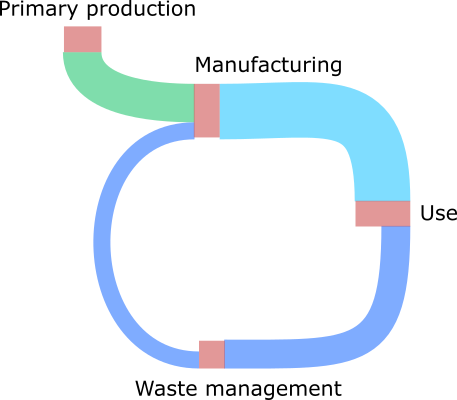 Primary production
Manufacturing
Use
Waste management